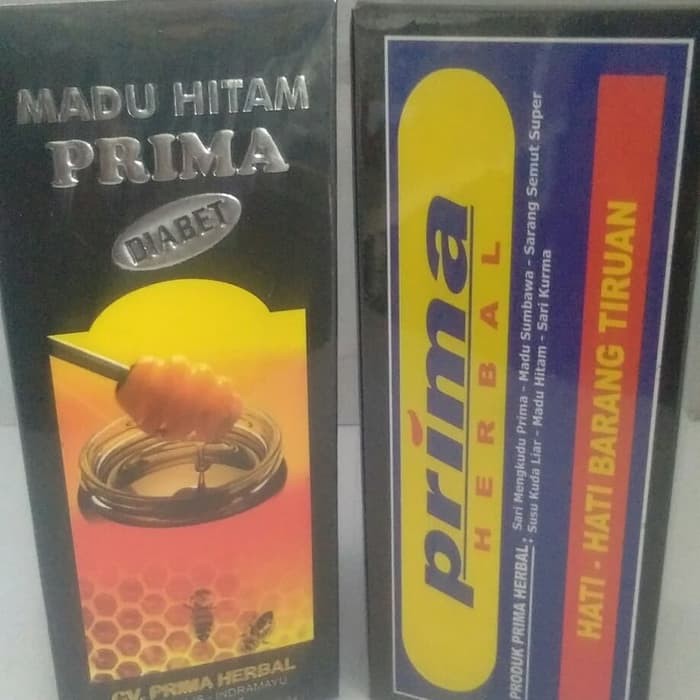 MADU HITAM
PRIMA
DIABET
CV. PRIMA HERBAL
INDRAMAYU
prima
HERBAL
PRODUK PRIMA HERBAL : Sari Mengkudu Prima - Madu Sumbawa - Sarang Semut Super
Susu Kuda Liar - Madu Hitam - Sari Kurma
HATI - HATI BARANG TIRUAN